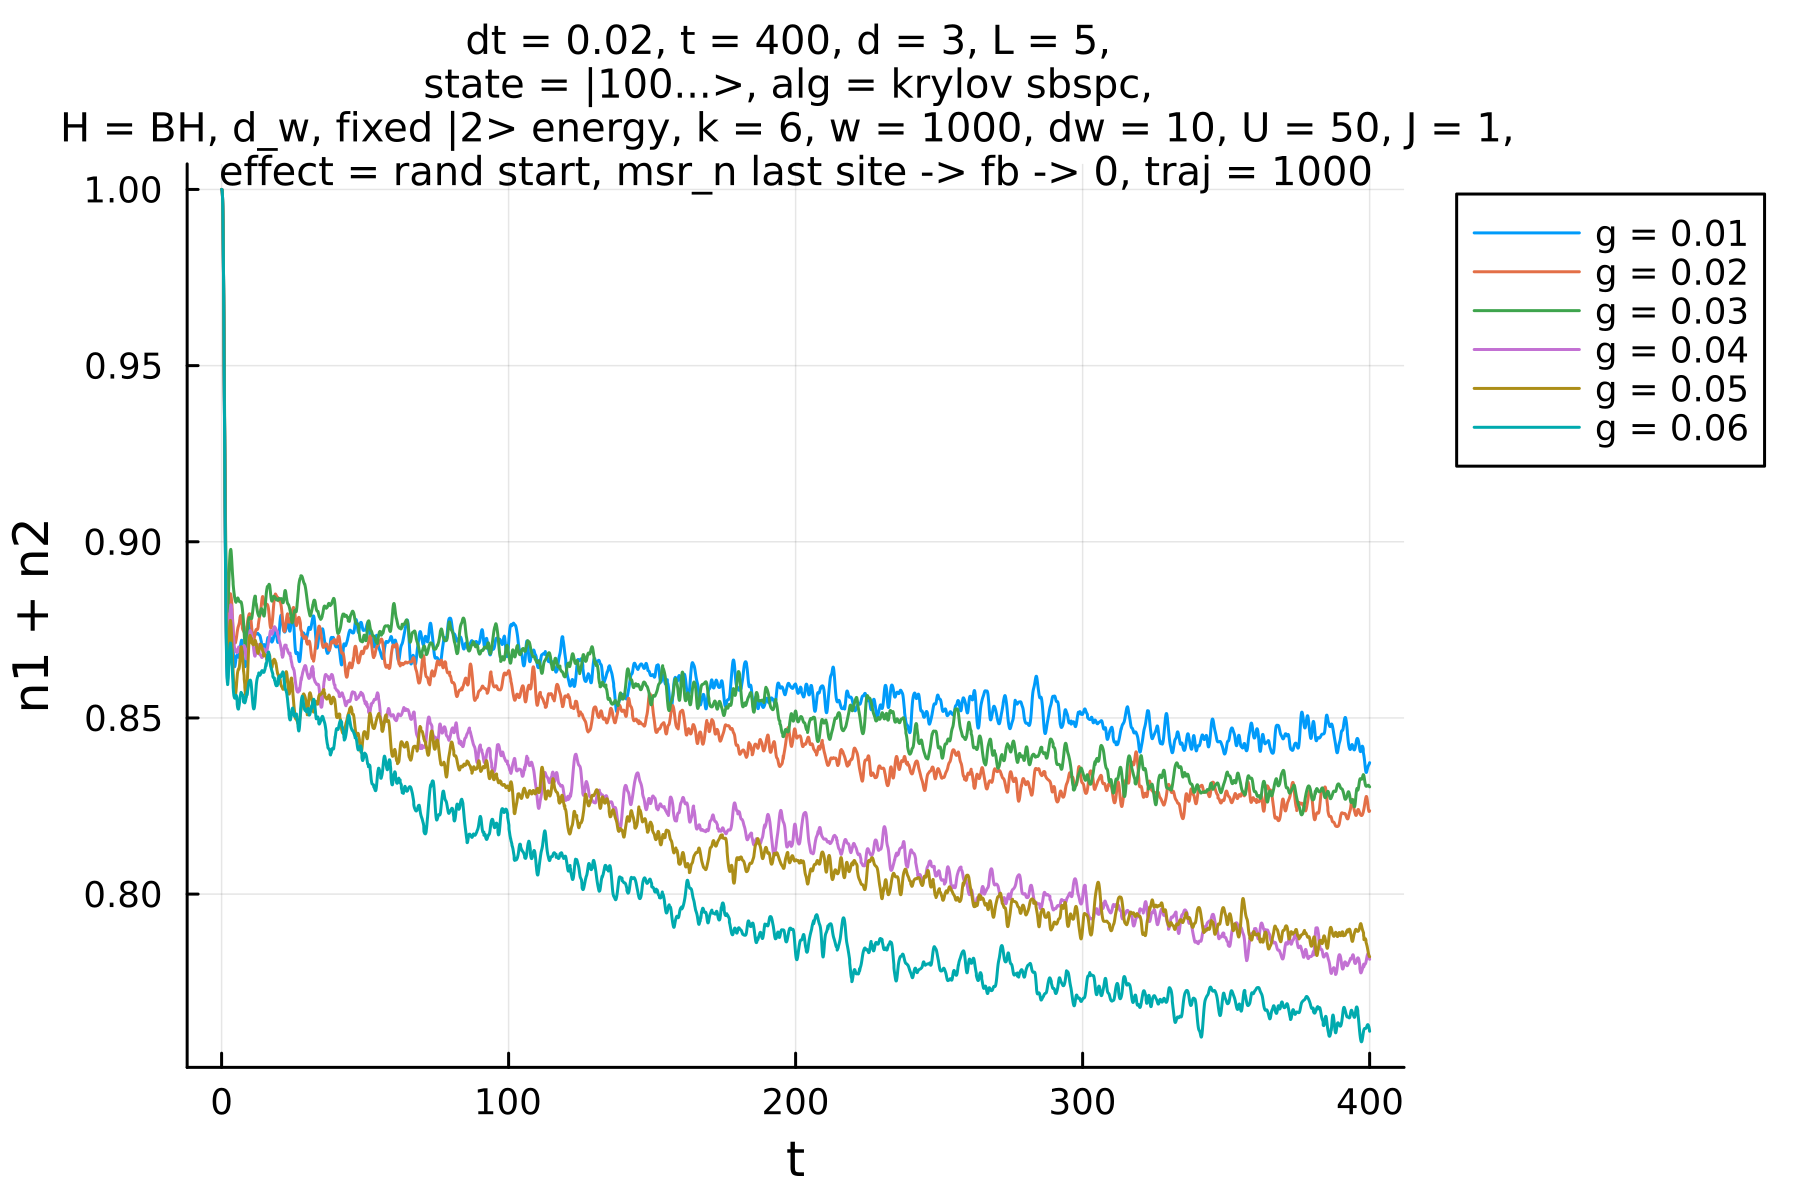 dt = 0.02, t = 400, d = 3, L = 5,
state = |100...>, alg = krylov sbspc,
H = BH, d_w, fixed |2> energy, k = 6, w = 1000, dw = 10, U = 50, J = 1,
effect = rand start, msr_n last site -> fb -> 0, traj = 1000
1.00
0.95
0.90
0.85
0.80
n1 + n2
0
100
200
300
400
t
g = 0.01
g = 0.02
g = 0.03
g = 0.04
g = 0.05
g = 0.06